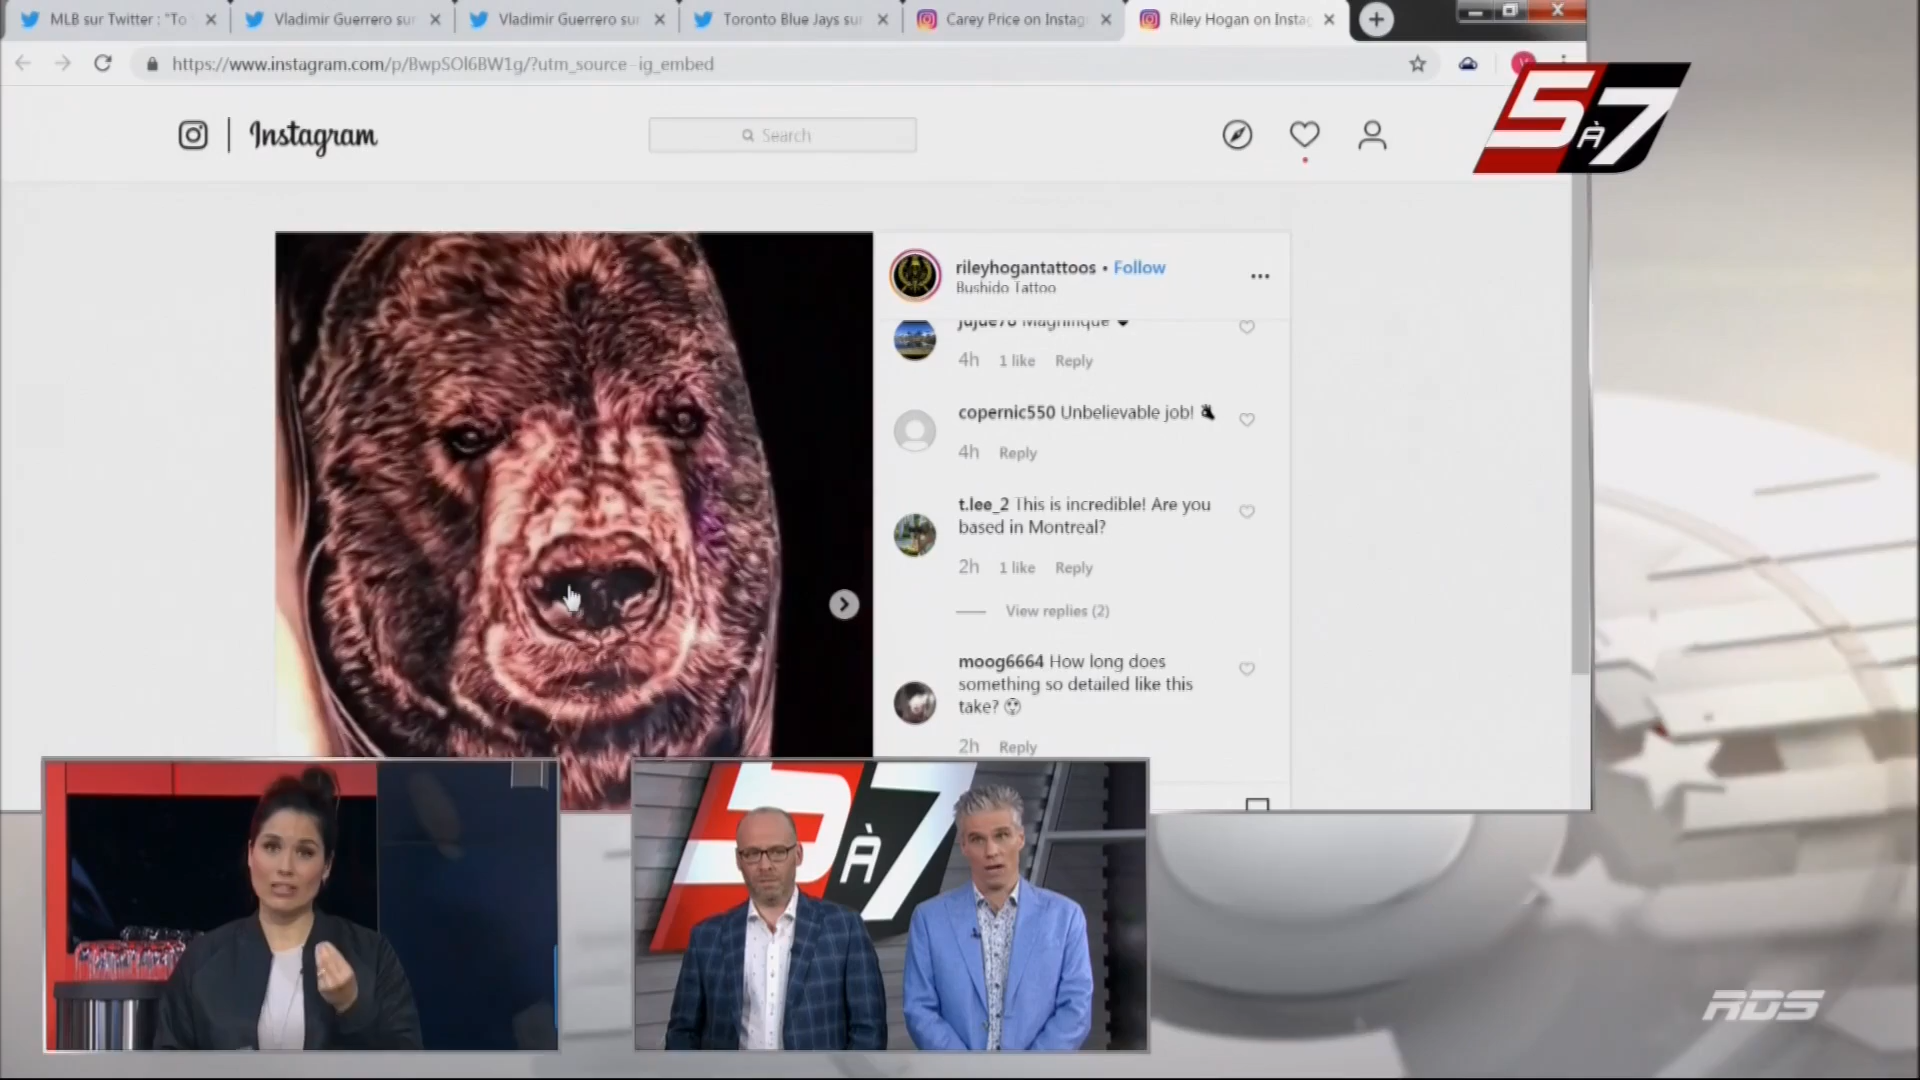 MLB sur Twitter : "To
Vladimir Guerrero sur
Vladimir Guerrero sur
Toronto Blue Jays sur
Carey Price on Instag
Riley Hogan on Insta
https://www.instagram.com/p/BwpSOl6BW1g/?utm_source=ig_embed
5 À 7
Instagram
Search
rileyhogantattoos • Follow
Bushido Tattoo
jujue78 Magnifique
4h 1 like Reply
copernic550 Unbelievable job!
4h Reply
t.lee_2 This is incredible! Are you
based in Montreal?
2h 1 like Reply
View replies (2)
moog6664 How long does
something so detailed like this
take?
2h Reply
5 À 7
RDS